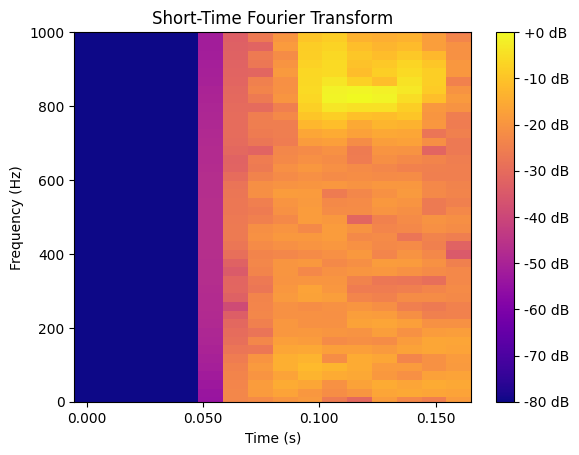 Short-Time Fourier Transform
Frequency (Hz)
1000
800
600
400
200
0
0.000
0.050
0.100
0.150
Time (s)
+0 dB
-10 dB
-20 dB
-30 dB
-40 dB
-50 dB
-60 dB
-70 dB
-80 dB